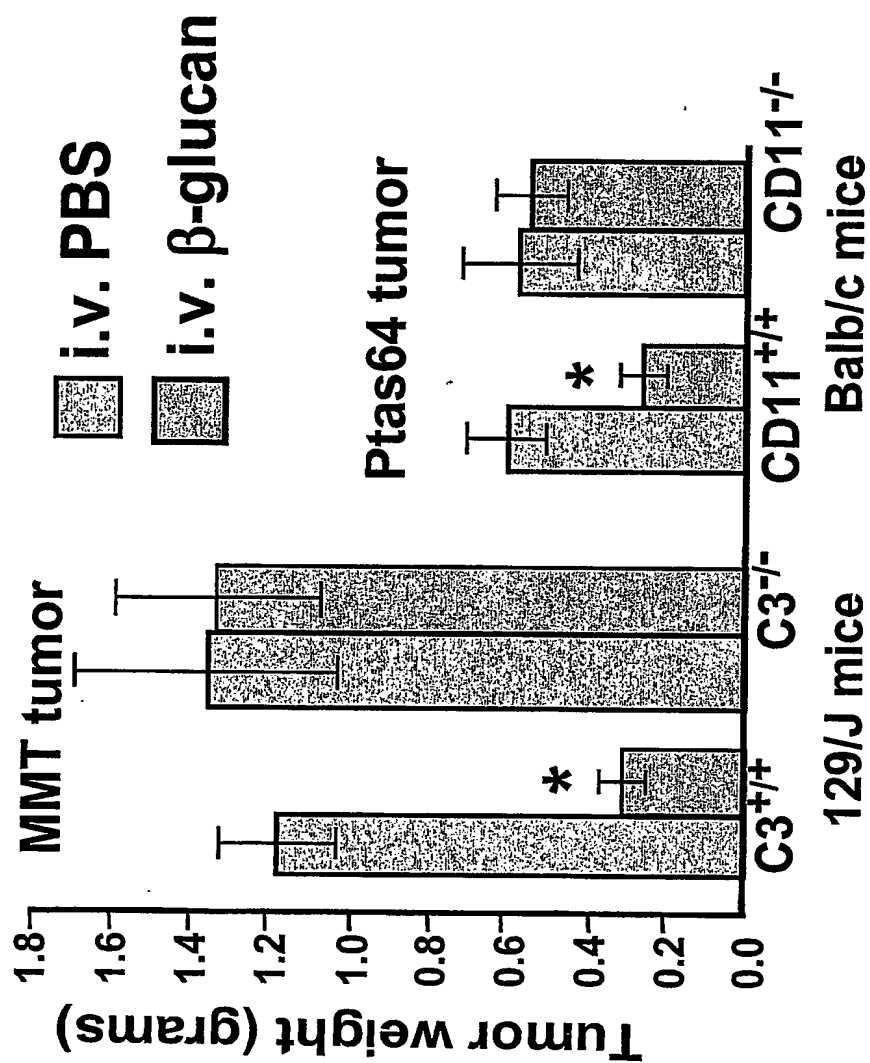 i.v. PBS
i.v. β-glucan
MMT tumor
Ptas64 tumor
Tumor weight (grams)
1.8
1.6
1.4
1.2
1.0
0.8
0.6
0.4
0.2
0.0
*
*
C3+/+
C3-/-
CD11+/+
CD11-/-
129/J mice
Balb/c mice